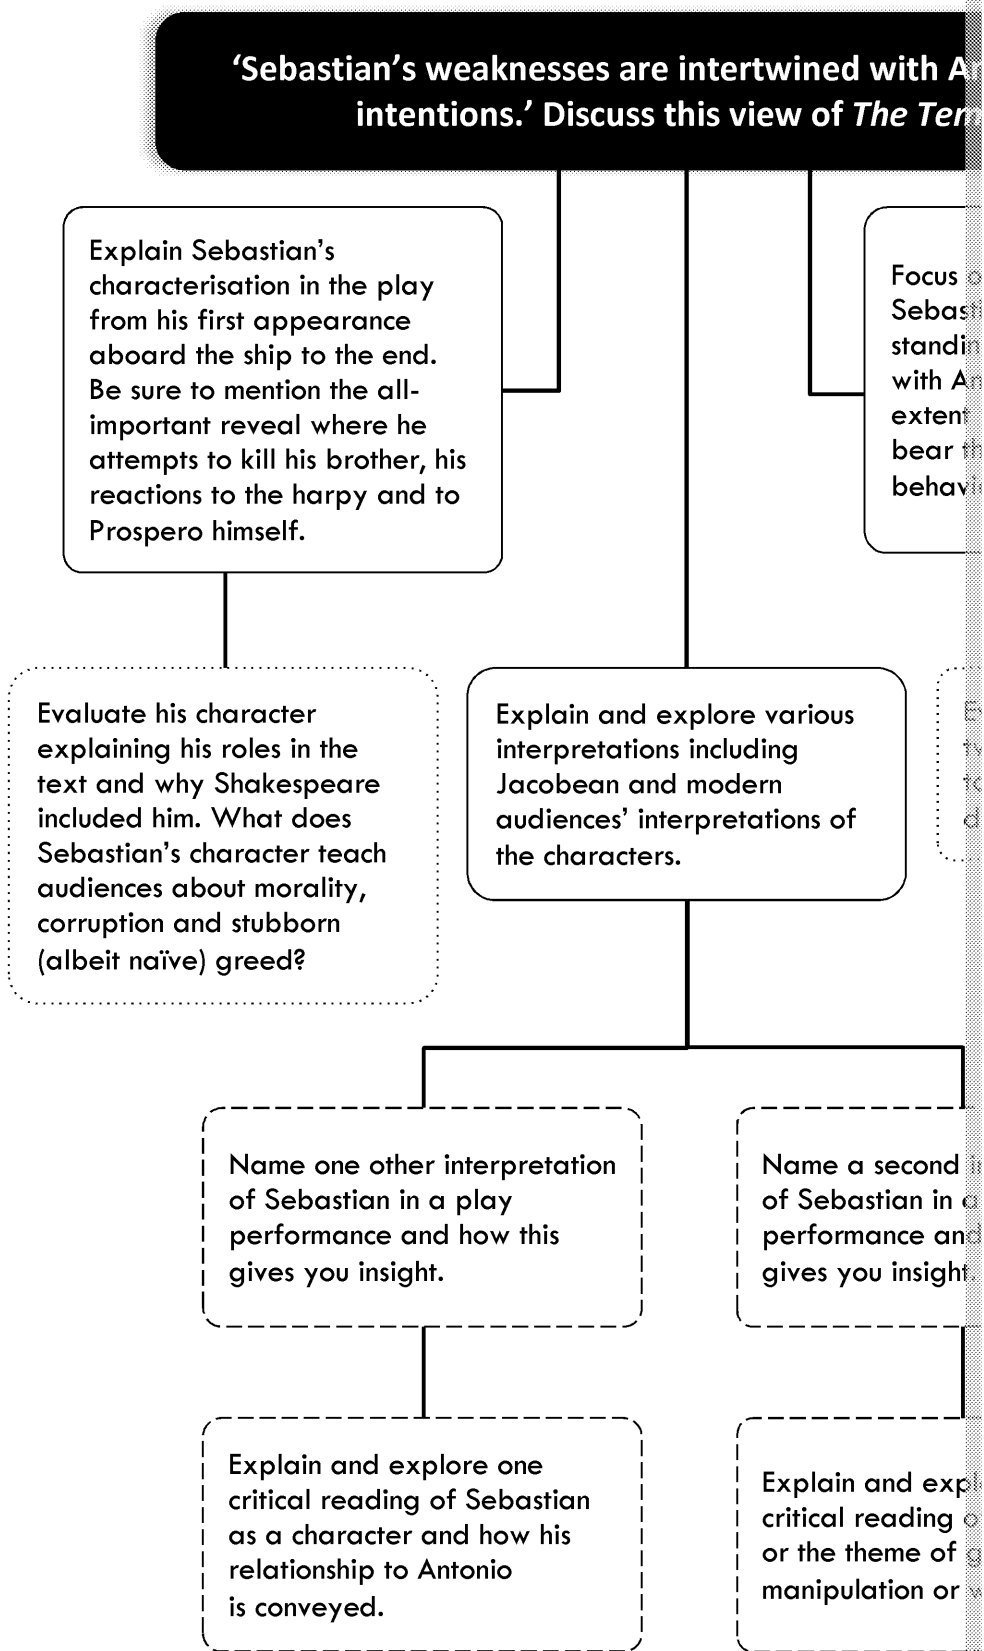 ‘Sebastian’s weaknesses are intertwined with
intentions.’ Discuss this view of The
Explain Sebastian’s
characterisation in the play
from his first appearance
aboard the ship to the end.
Be sure to mention the all-
important reveal where he
attempts to kill his brother, his
reactions to the harpy and to
Prospero himself.
Focus
with
extent
bear
Evaluate his character
explaining his roles in the
text and why Shakespeare
included him. What does
Sebastian’s character teach
audiences about morality,
corruption and stubborn
(albeit naïve) greed?
Explain and explore various
interpretations including
Jacobean and modern
audiences’ interpretations of
the characters.
Name one other interpretation
of Sebastian in a play
performance and how this
gives you insight.
Name a second
of Sebastian in a
performance and
gives you insight.
Explain and explore one
critical reading of Sebastian
as a character and how his
relationship to Antonio
is conveyed.
Explain and
critical reading
or the theme of
manipulation or